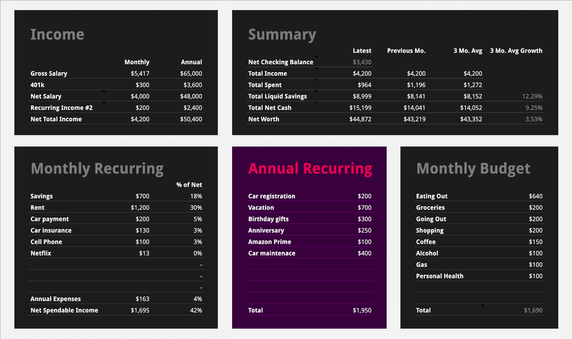 Income
Monthly Annual
Gross Salary $5,417 $65,000
401k $300 $3,600
Net Salary $4,000 $48,000
Recurring Income #2 $200 $2,400
Net Total Income $4,200 $50,400
Summary
Latest Previous Mo. 3 Mo. Avg 3 Mo. Avg Growth
Net Checking Balance $3,430
Total Income $4,200 $4,200 $4,200
Total Spent $964 $1,196 $1,272
Total Liquid Savings $8,999 $8,141 $8,152 12.29%
Total Net Cash $15,199 $14,041 $14,052 9.25%
Net Worth $44,872 $43,219 $43,352 3.53%
Monthly Recurring
% of Net
Savings $700 18%
Rent $1,200 30%
Car payment $200 5%
Car insurance $130 3%
Cell Phone $100 3%
Netflix $13 0%
-
-
-
Annual Expenses $163 4%
Net Spendable Income $1,695 42%
Annual Recurring
Car registration $200
Vacation $700
Birthday gifts $300
Anniversary $250
Amazon Prime $100
Car maintenace $400
Total $1,950
Monthly Budget
Eating Out $640
Groceries $200
Going Out $200
Shopping $200
Coffee $150
Alcohol $100
Gas $100
Personal Health $100
Total $1,690